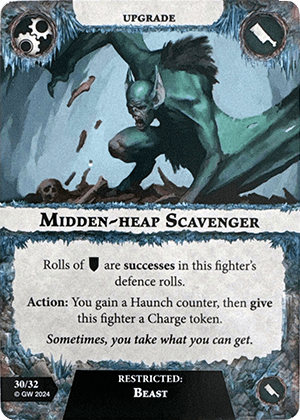 UPGRADE
MIDDEN-HEAP SCAVENGER
Rolls of are successes in this fighter's
defence rolls.
Action: You gain a Haunch counter, then give
this fighter a Charge token.
Sometimes, you take what you can get.
30/32
© GW 2024
RESTRICTED:
BEAST